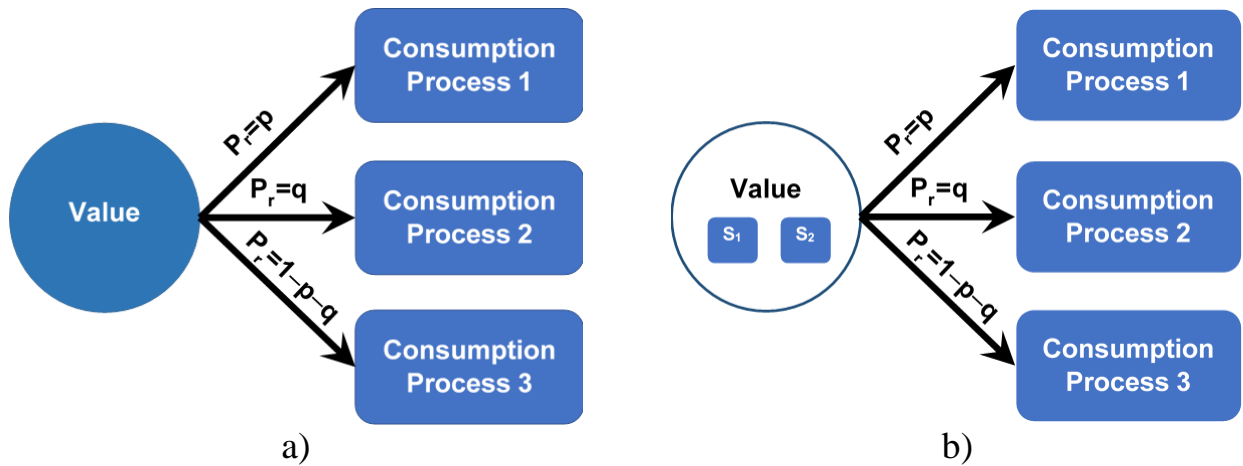 Consumption
Process 1
Pr=p
Value
Pr=q
Consumption
Process 2
Pr=1–p–q
Consumption
Process 3
a)
Consumption
Process 1
Pr=p
Value
S1
S2
Pr=q
Consumption
Process 2
Pr=1–p–q
Consumption
Process 3
b)